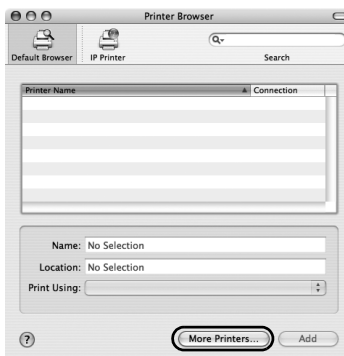 Printer Browser
Default Browser IP Printer Search
Printer Name Connection
Name: No Selection
Location: No Selection
Print Using:
? More Printers... Add